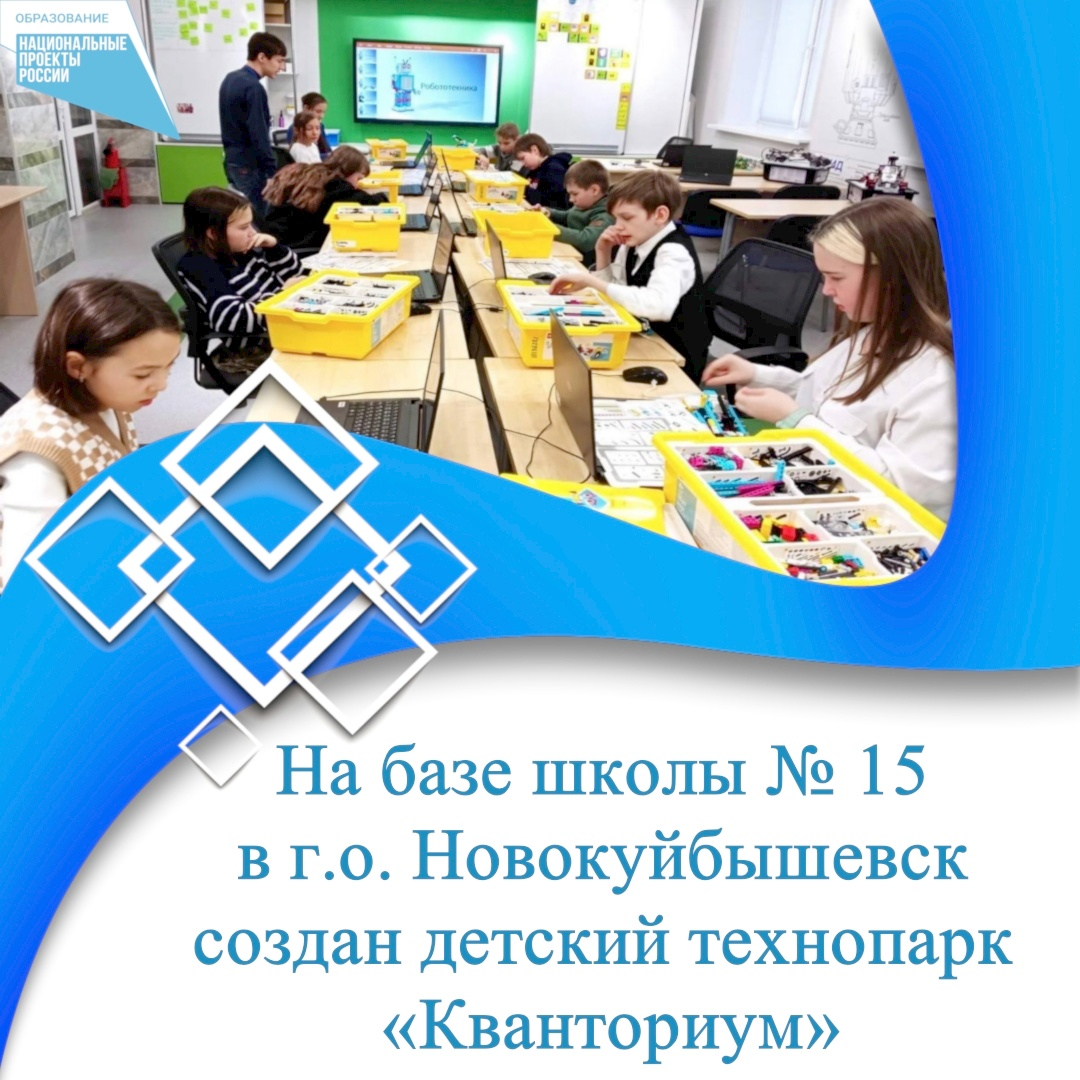 ОБРАЗОВАНИЕ
НАЦИОНАЛЬНЫЕ
ПРОЕКТЫ
РОССИИ
Робототехника
На базе школы № 15
в г.о. Новокуйбышевск
создан детский технопарк
«Кванториум»